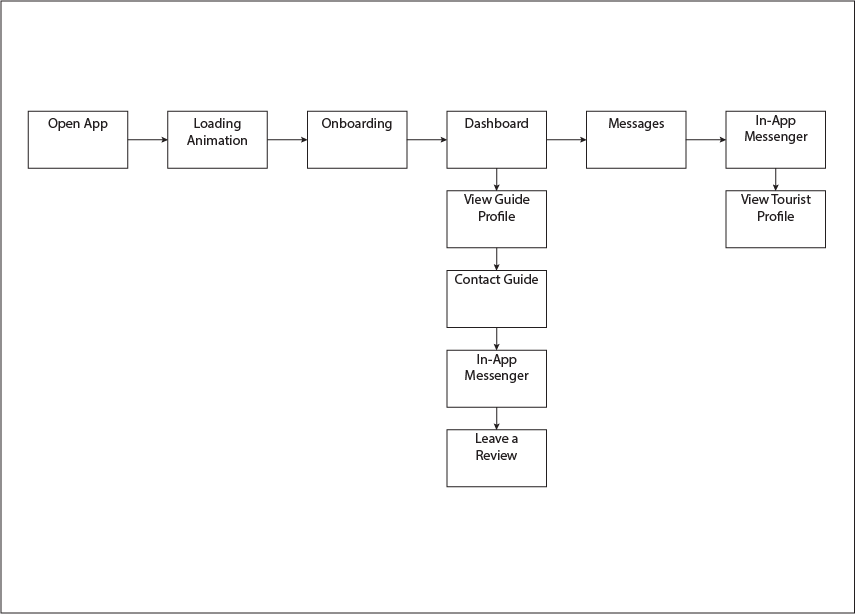 Open App
Loading
Animation
Onboarding
Dashboard
Messages
In-App
Messenger
View Guide
Profile
View Tourist
Profile
Contact Guide
In-App
Messenger
Leave a
Review